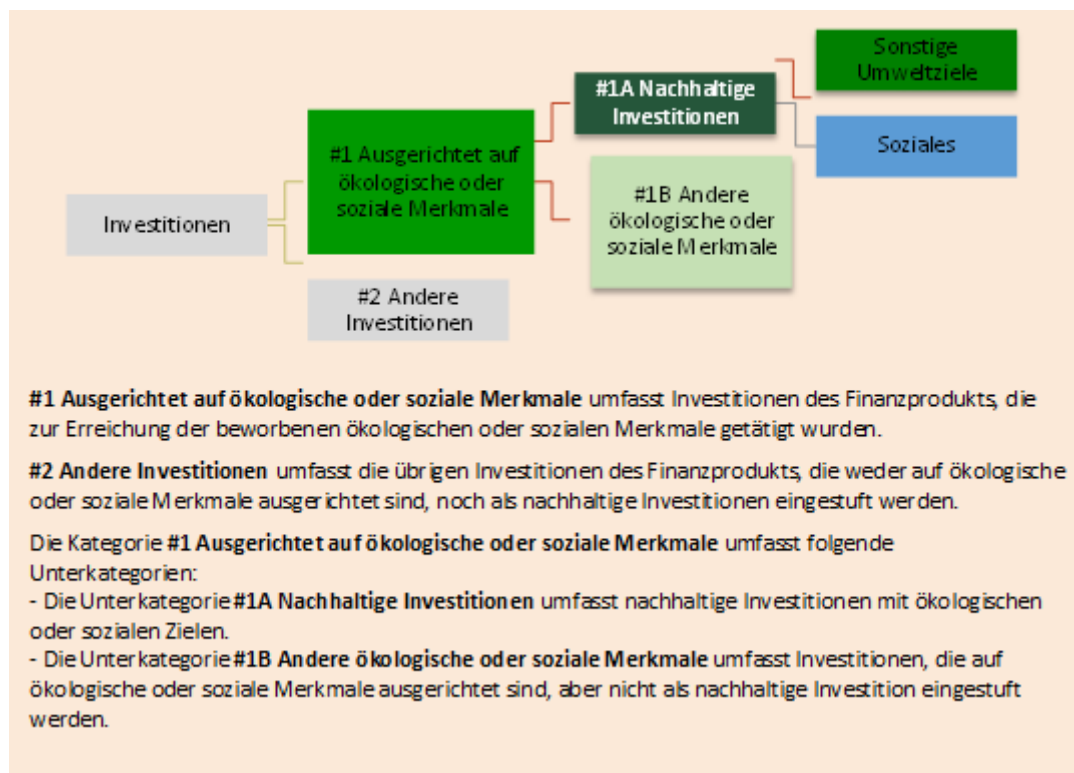 Sonstige
Umweltziele
#1A Nachhaltige
Investitionen
Soziales
#1 Ausgerichtet auf
ökologische oder
soziale Merkmale
#1B Andere
ökologische oder
soziale Merkmale
Investitionen
#2 Andere
Investitionen
#1 Ausgerichtet auf ökologische oder soziale Merkmale umfasst Investitionen des Finanzprodukts, die
zur Erreichung der beworbenen ökologischen oder sozialen Merkmale getätigt wurden.
#2 Andere Investitionen umfasst die übrigen Investitionen des Finanzprodukts, die weder auf ökologische
oder soziale Merkmale ausgerichtet sind, noch als nachhaltige Investitionen eingestuft werden.
Die Kategorie #1 Ausgerichtet auf ökologische oder soziale Merkmale umfasst folgende
Unterkategorien:
- Die Unterkategorie #1A Nachhaltige Investitionen umfasst nachhaltige Investitionen mit ökologischen
oder sozialen Zielen.
- Die Unterkategorie #1B Andere ökologische oder soziale Merkmale umfasst Investitionen, die auf
ökologische oder soziale Merkmale ausgerichtet sind, aber nicht als nachhaltige Investition eingestuft
werden.